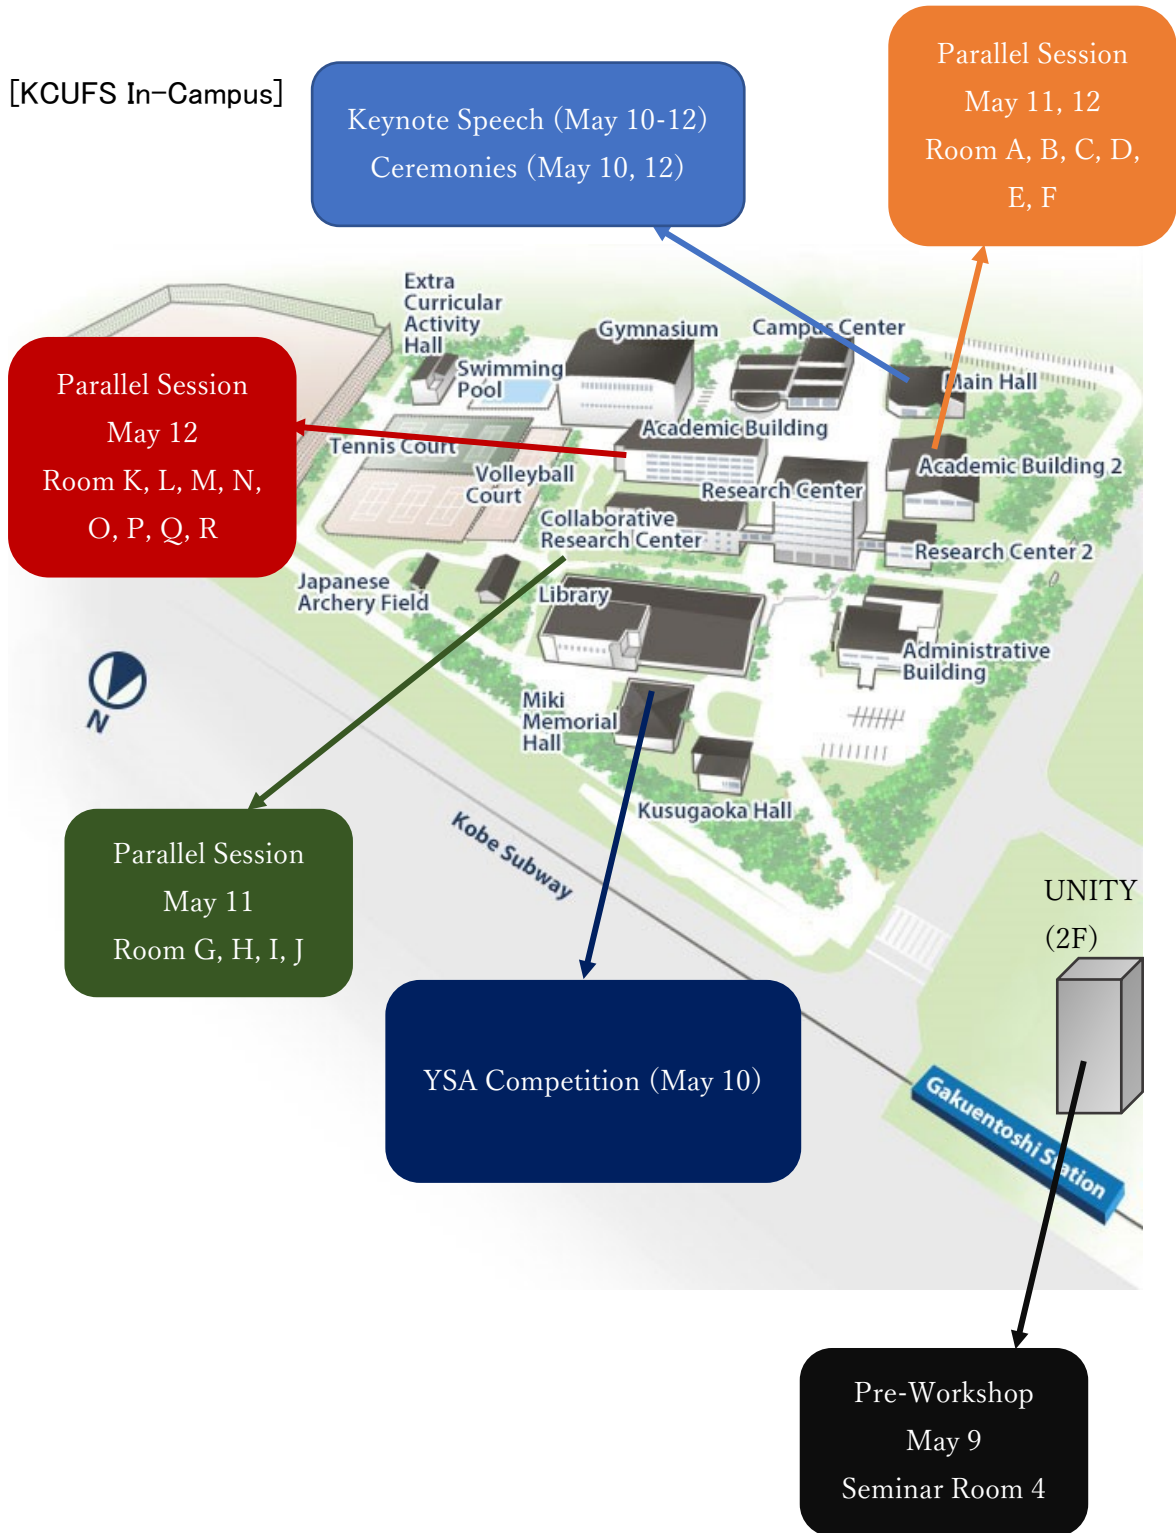 [KCUFS In-Campus]
Keynote Speech (May 10-12)
Ceremonies (May 10, 12)
Parallel Session
May 11, 12
Room A, B, C, D,
E, F
Extra
Curricular
Activity
Hall
Gymnasium
Campus Center
Swimming
Pool
Main Hall
Parallel Session
May 12
Room K, L, M, N,
O, P, Q, R
Tennis Court
Academic Building
Volleyball
Court
Academic Building 2
Research Center
Collaborative
Research Center
Research Center 2
Japanese
Archery Field
Library
Administrative
Building
N
Miki
Memorial
Hall
Kusugaoka Hall
Kobe Subway
Parallel Session
May 11
Room G, H, I, J
UNITY
(2F)
YSA Competition (May 10)
Gakuentoshi Station
Pre-Workshop
May 9
Seminar Room 4